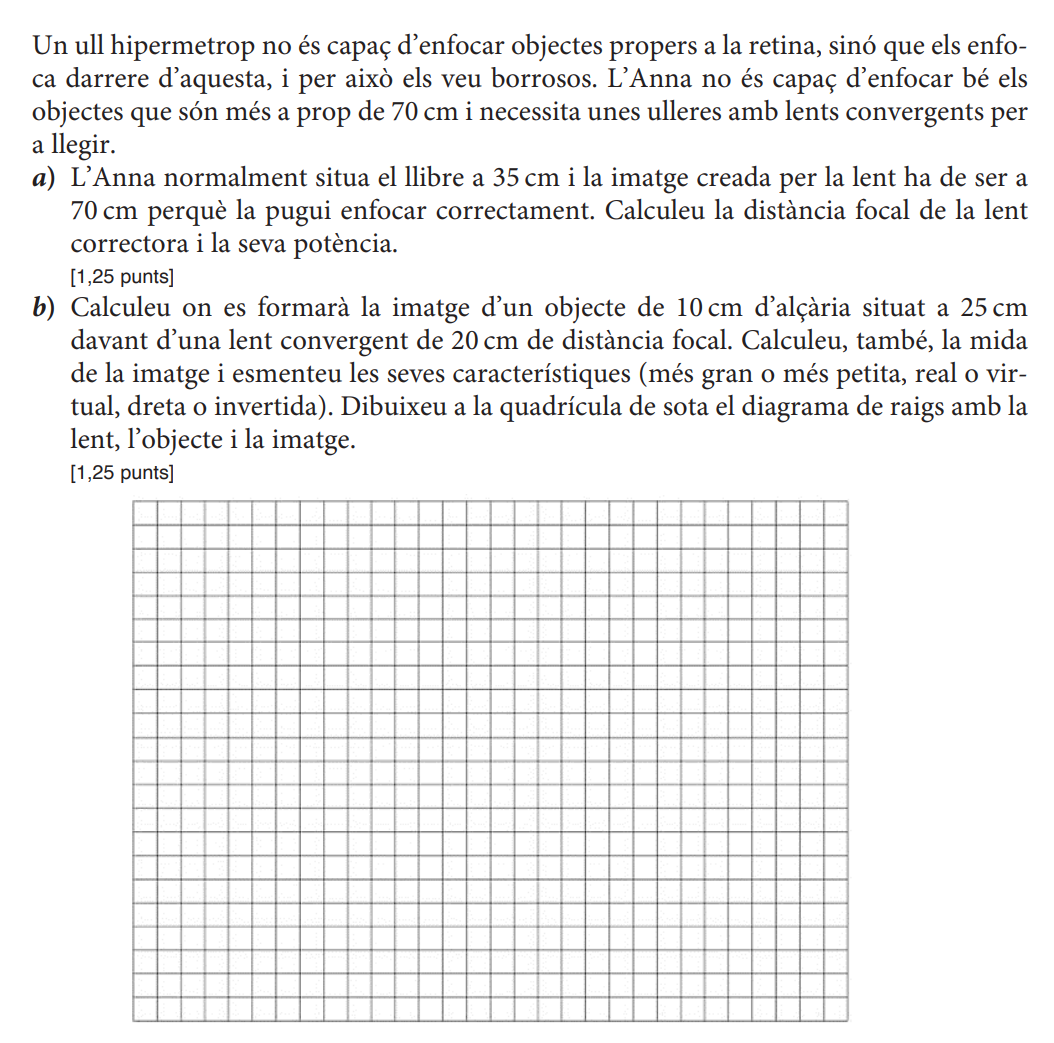 Un ull hipermetrop no és capaç d’enfocar objectes propers a la retina, sinó que els enfo-
ca darrere d’aquesta, i per això els veu borrosos. L’Anna no és capaç d’enfocar bé els
objectes que són més a prop de 70 cm i necessita unes ulleres amb lents convergents per
a llegir.
a) L’Anna normalment situa el llibre a 35 cm i la imatge creada per la lent ha de ser a
70 cm perquè la pugui enfocar correctament. Calculeu la distància focal de la lent
correctora i la seva potència.
[1,25 punts]
b) Calculeu on es formarà la imatge d’un objecte de 10 cm d’alçària situat a 25 cm
davant d’una lent convergent de 20 cm de distància focal. Calculeu, també, la mida
de la imatge i esmenteu les seves característiques (més gran o més petita, real o vir-
tual, dreta o invertida). Dibuixeu a la quadrícula de sota el diagrama de raigs amb la
lent, l’objecte i la imatge.
[1,25 punts]